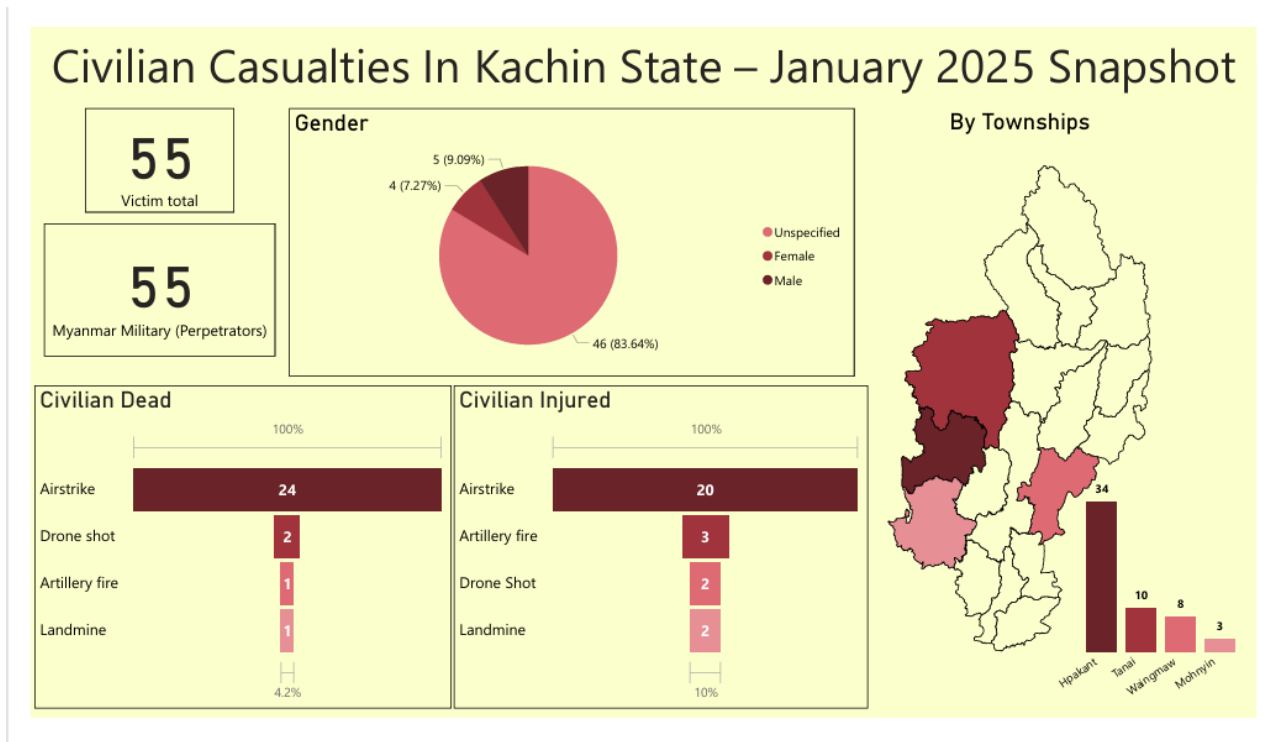 Civilian Casualties In Kachin State – January 2025 Snapshot
55
Victim total
55
Myanmar Military (Perpetrators)
Gender
5 (9.09%)
4 (7.27%)
46 (83.64%)
Unspecified
Female
Male
By Townships
34
10
8
3
Hpakant
Tanai
Waingmaw
Mohnyin
Civilian Dead
100%
Airstrike 24
Drone shot 2
Artillery fire 1
Landmine 1
4.2%
Civilian Injured
100%
Airstrike 20
Artillery fire 3
Drone Shot 2
Landmine 2
10%